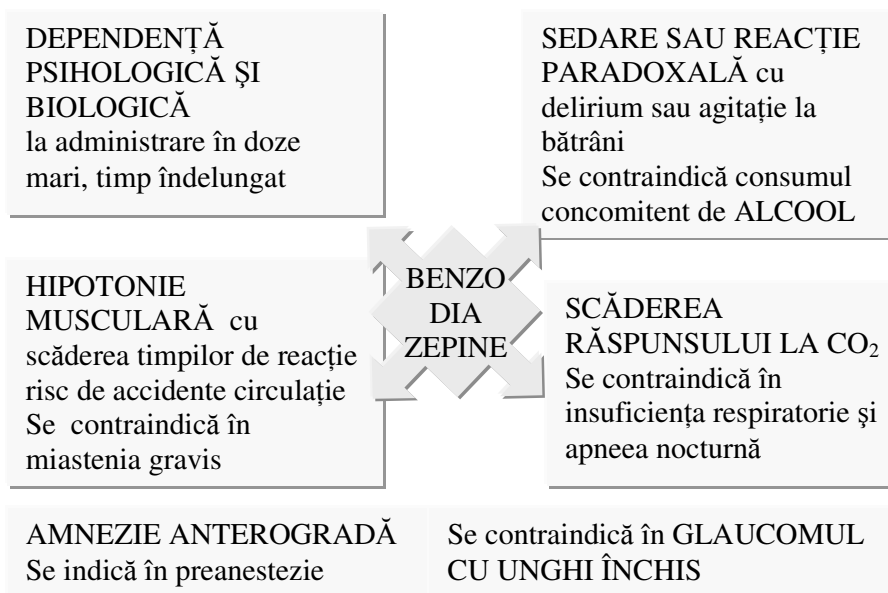 DEPENDENȚĂ
PSIHOLOGICĂ ŞI
BIOLOGICĂ
la administrare în doze
mari, timp îndelungat
SEDARE SAU REACȚIE
PARADOXALĂ cu
delirium sau agitație la
bătrâni
Se contraindică consumul
concomitent de ALCOOL
BENZO
DIA
ZEPINE
HIPOTONIE
MUSCULARĂ cu
scăderea timpilor de reacție
risc de accidente circulație
Se contraindică în
miastenia gravis
SCĂDEREA
RĂSPUNSULUI LA CO₂
Se contraindică în
insuficiența respiratorie şi
apneea nocturnă
AMNEZIE ANTEROGRADĂ
Se indică în preanestezie
Se contraindică în GLAUCOMUL
CU UNGHI ÎNCHIS